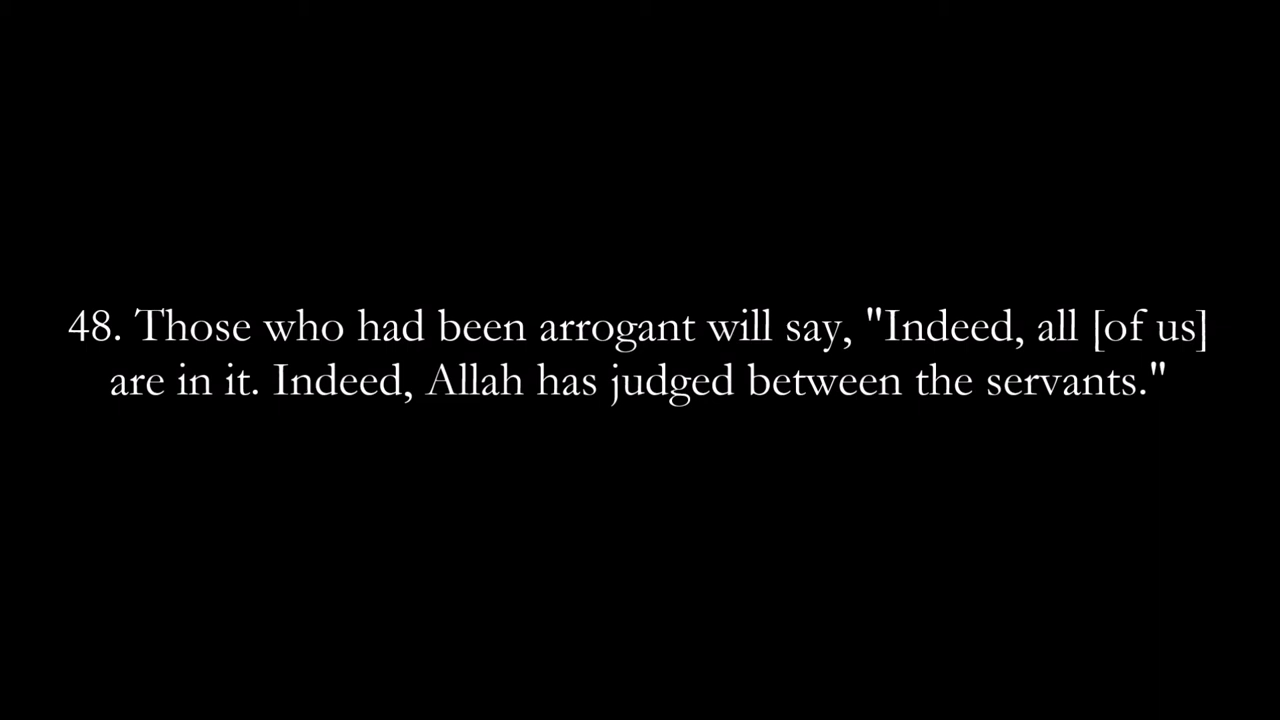 48. Those who had been arrogant will say, "Indeed, all [of us]
are in it. Indeed, Allah has judged between the servants."